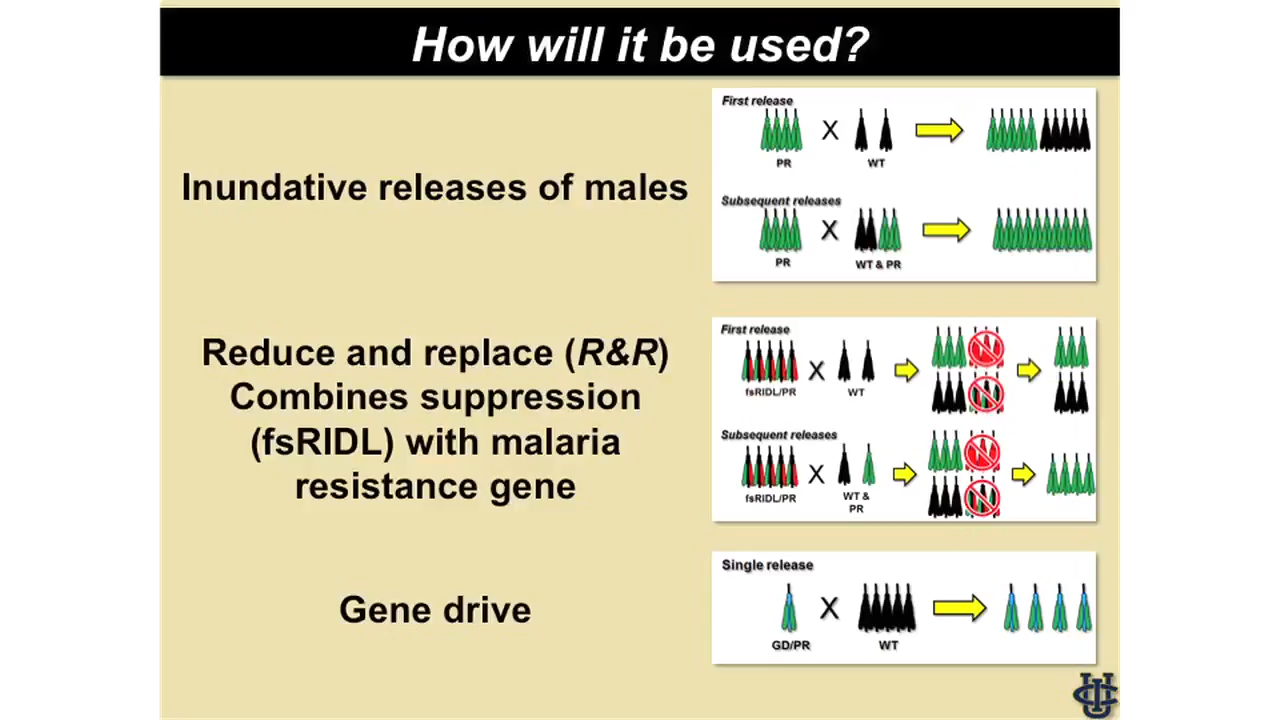 How will it be used?
Inundative releases of males
First release
X
PR
WT
Subsequent releases
X
PR
WT & PR
Reduce and replace (R&R)
Combines suppression
(fsRIDL) with malaria
resistance gene
First release
X
fsRIDL/PR
WT
Subsequent releases
X
fsRIDL/PR
WT &
PR
Gene drive
Single release
X
GD/PR
WT
UCI